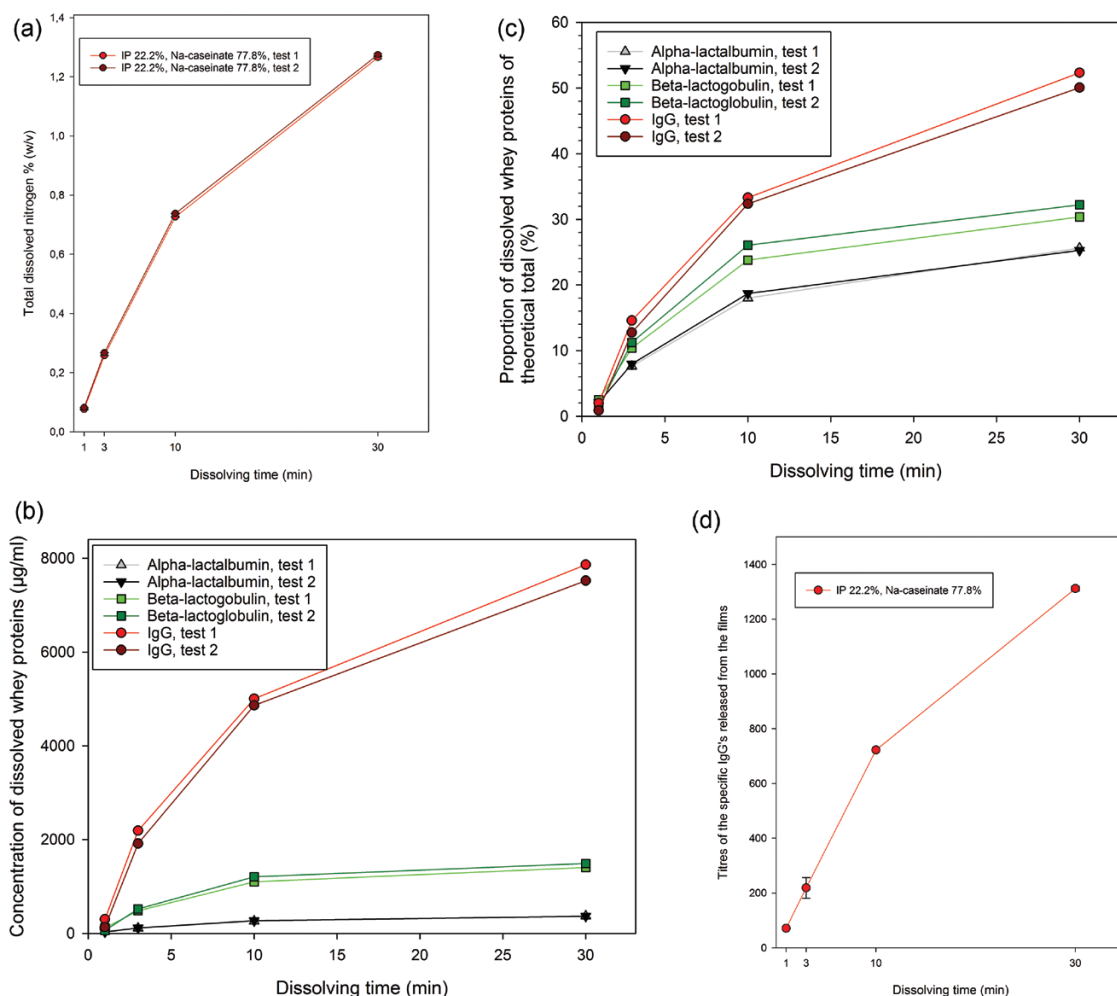 (a)
1,4
1,2
1,0
0,8
0,6
0,4
0,2
0,0
Total dissolved nitrogen % (w/v)
IP 22.2%, Na-caseinate 77.8%, test 1
IP 22.2%, Na-caseinate 77.8%, test 2
1 3 10 30
Dissolving time (min)
(c)
60
50
40
30
20
10
0
Proportion of dissolved whey proteins of
theoretical total (%)
Alpha-lactalbumin, test 1
Alpha-lactalbumin, test 2
Beta-lactogobulin, test 1
Beta-lactoglobulin, test 2
IgG, test 1
IgG, test 2
0 5 10 15 20 25 30
Dissolving time (min)
(b)
8000
6000
4000
2000
0
Concentration of dissolved whey proteins (µg/ml)
Alpha-lactalbumin, test 1
Alpha-lactalbumin, test 2
Beta-lactogobulin, test 1
Beta-lactoglobulin, test 2
IgG, test 1
IgG, test 2
0 5 10 15 20 25 30
Dissolving time (min)
(d)
1400
1200
1000
800
600
400
200
0
Titres of the specific IgG's released from the films
IP 22.2%, Na-caseinate 77.8%
1 3 10 30
Dissolving time (min)